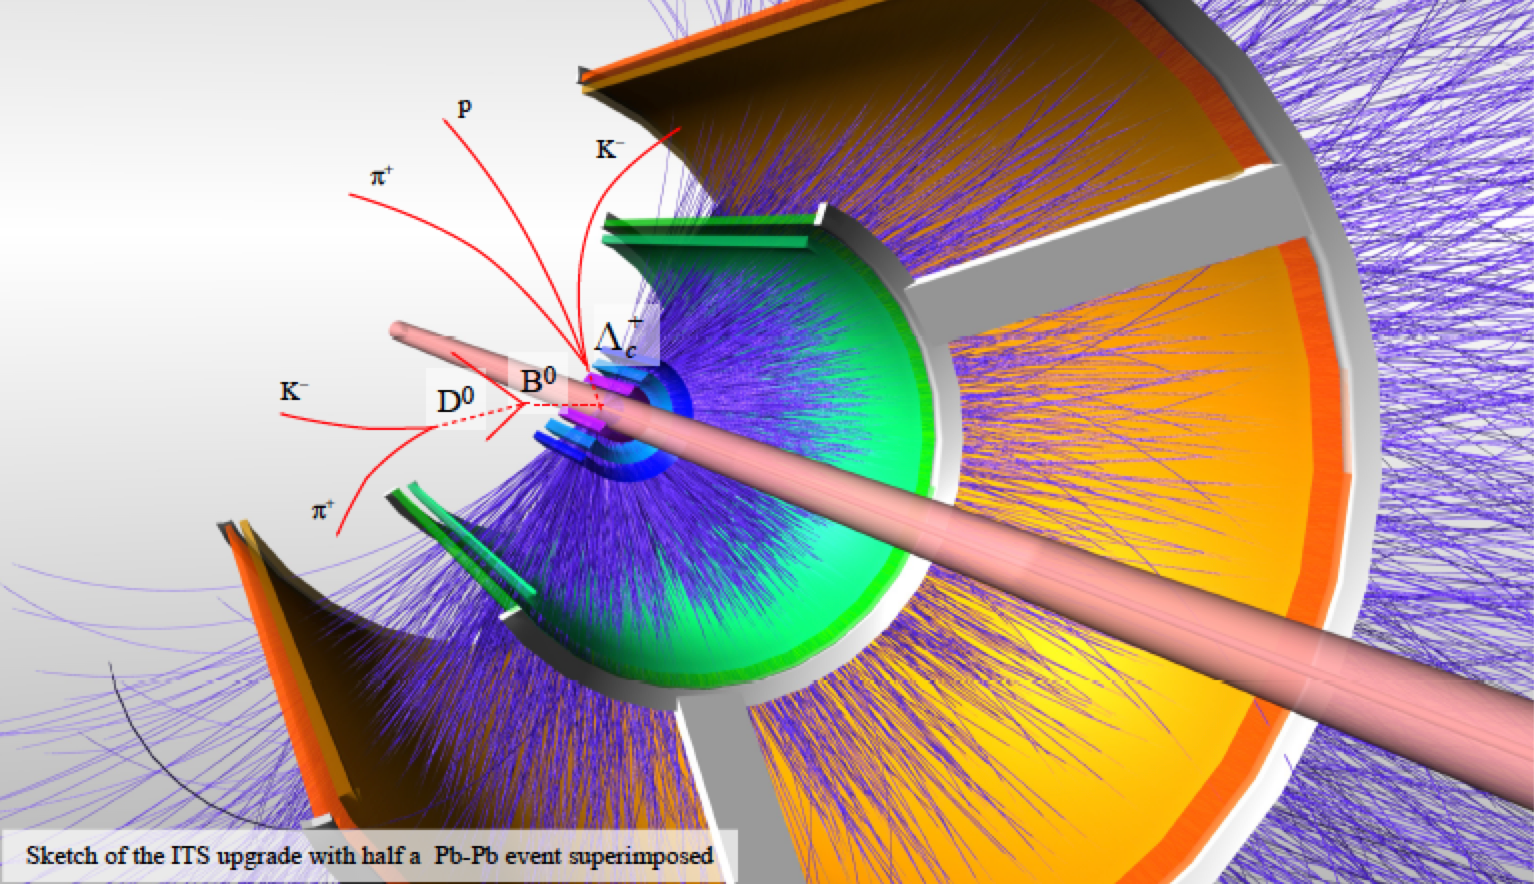 p
K⁻
π⁺
Λc⁺
B⁰
K⁻
D⁰
π⁺
Sketch of the ITS upgrade with half a Pb-Pb event superimposed